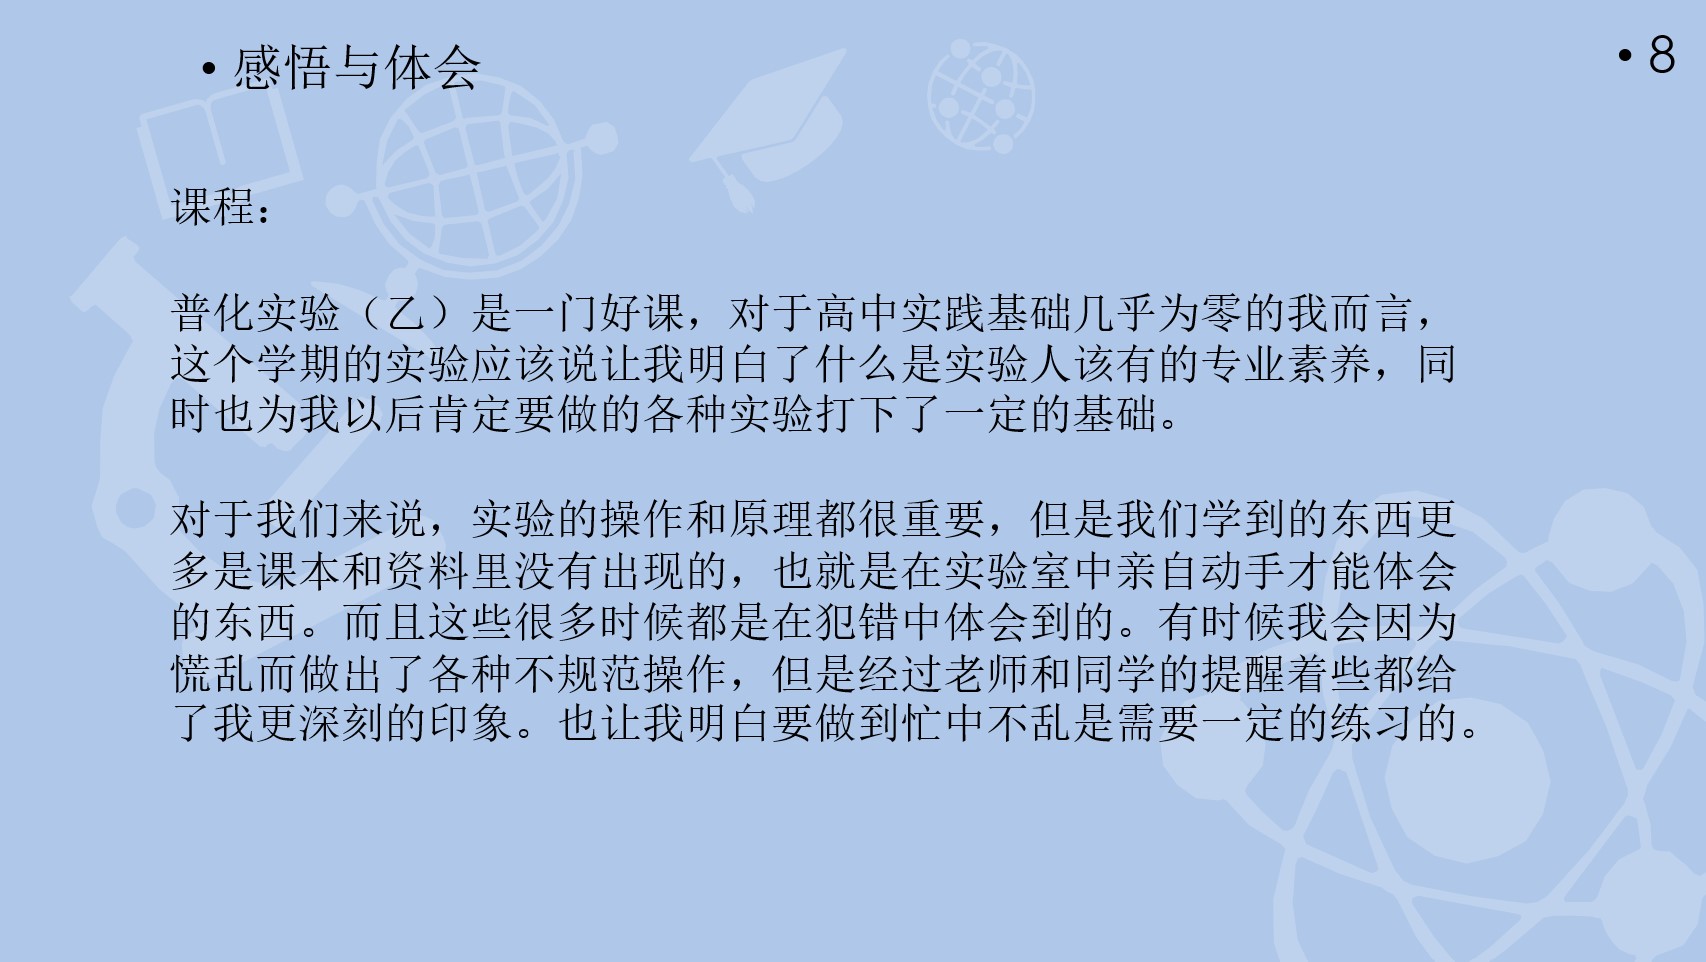 • 感悟与体会
• 8
课程：
普化实验（乙）是一门好课，对于高中实践基础几乎为零的我而言，
这个学期的实验应该说让我明白了什么是实验人该有的专业素养，同
时也为我以后肯定要做的各种实验打下了一定的基础。
对于我们来说，实验的操作和原理都很重要，但是我们学到的东西更
多是课本和资料里没有出现的，也就是在实验室中亲自动手才能体会
的东西。而且这些很多时候都是在犯错中体会到的。有时候我会因为
慌乱而做出了各种不规范操作，但是经过老师和同学的提醒着些都给
了我更深刻的印象。也让我明白要做到忙中不乱是需要一定的练习的。